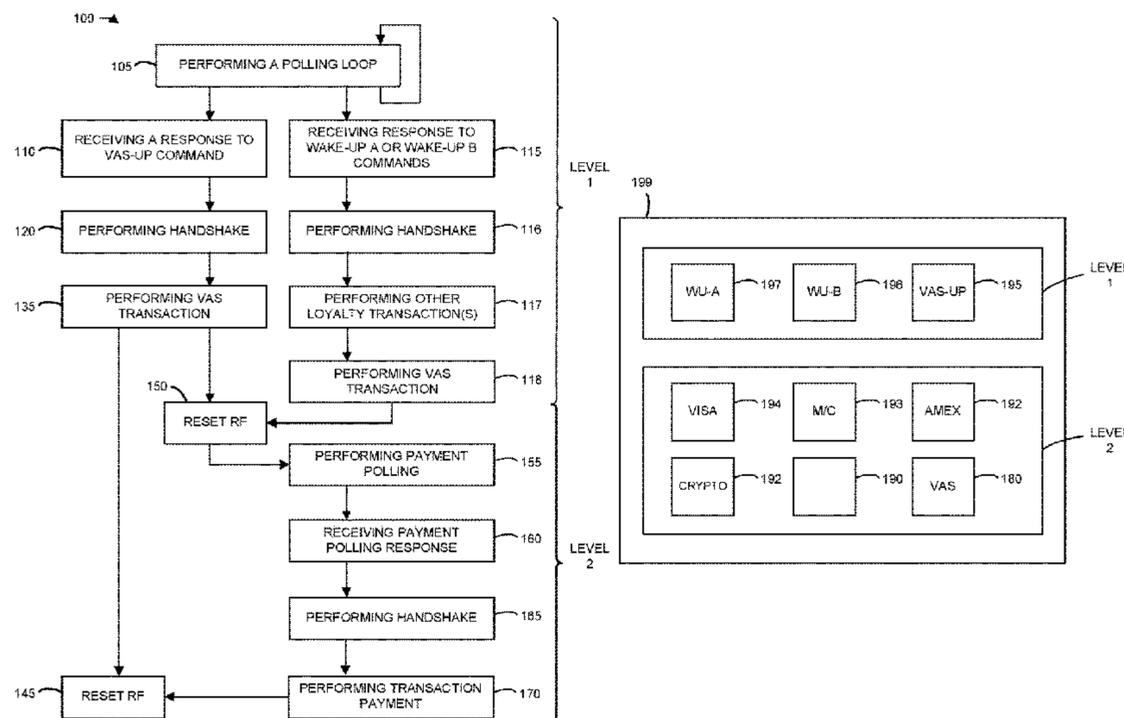 100
PERFORMING A POLLING LOOP
105
RECEIVING A RESPONSE TO
VAS-UP COMMAND
110
RECEIVING RESPONSE TO
WAKE-UP A OR WAKE-UP B
COMMANDS
115
LEVEL
1
PERFORMING HANDSHAKE
120
PERFORMING HANDSHAKE
116
PERFORMING VAS
TRANSACTION
135
PERFORMING OTHER
LOYALTY TRANSACTION(S)
117
PERFORMING VAS
TRANSACTION
118
150
RESET RF
PERFORMING PAYMENT
POLLING
155
RECEIVING PAYMENT
POLLING RESPONSE
160
LEVEL
2
PERFORMING HANDSHAKE
185
145
RESET RF
PERFORMING TRANSACTION
PAYMENT
170
199
WU-A
197
WU-B
196
VAS-UP
195
LEVEL
1
VISA
194
M/C
193
AMEX
192
LEVEL
2
CRYPTO
192
190
VAS
180